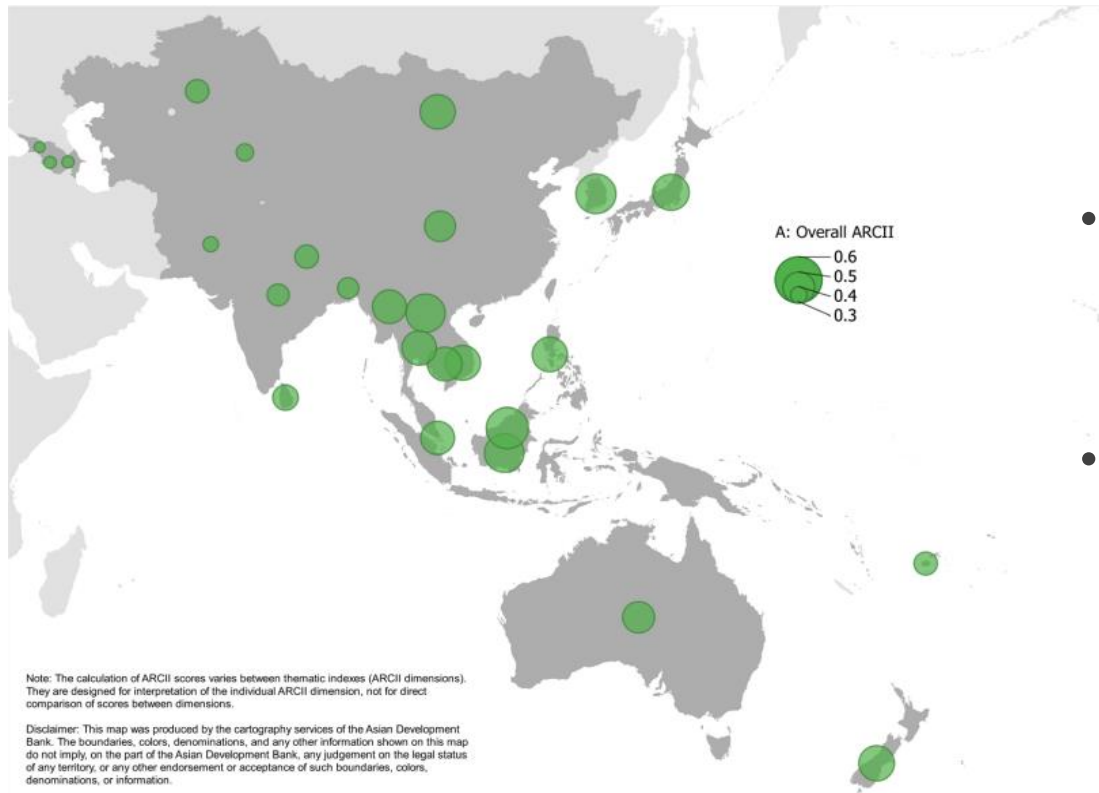 A: Overall ARCII
0.6
0.5
0.4
0.3
Note: The calculation of ARCII scores varies between thematic indexes (ARCII dimensions).
They are designed for interpretation of the individual ARCII dimension, not for direct
comparison of scores between dimensions.
Disclaimer: This map was produced by the cartography services of the Asian Development
Bank. The boundaries, colors, denominations, and any other information shown on this map
do not imply, on the part of the Asian Development Bank, any judgement on the legal status
of any territory, or any other endorsement or acceptance of such boundaries, colors,
denominations, or information.